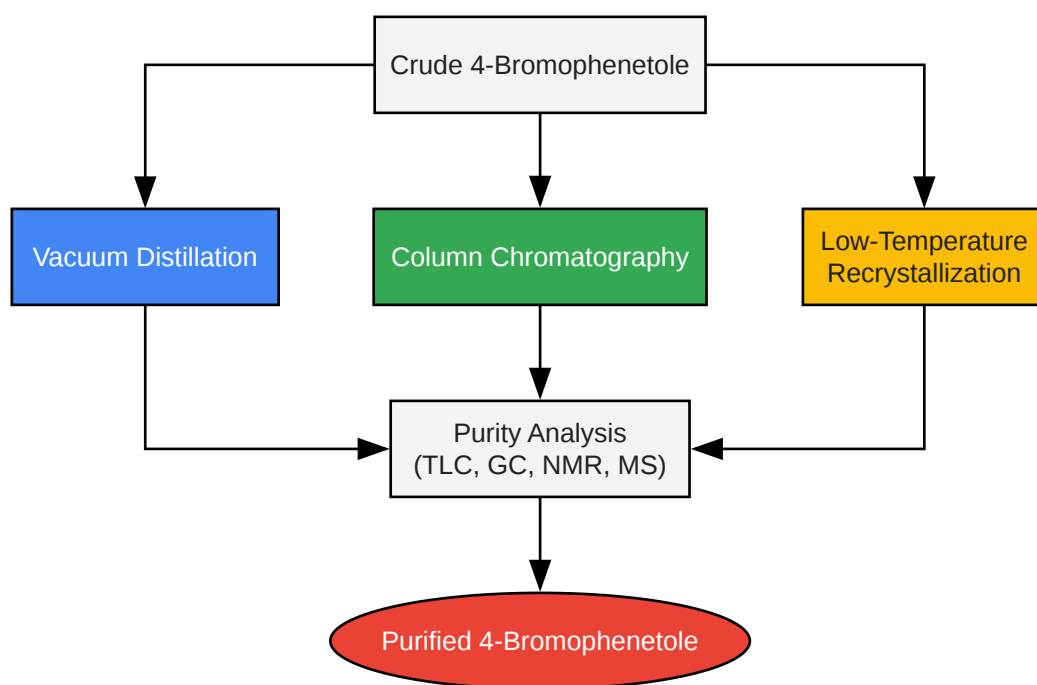 Crude 4-Bromophenetole
Vacuum Distillation
Column Chromatography
Low-Temperature
Recrystallization
Purity Analysis
(TLC, GC, NMR, MS)
Purified 4-Bromophenetole